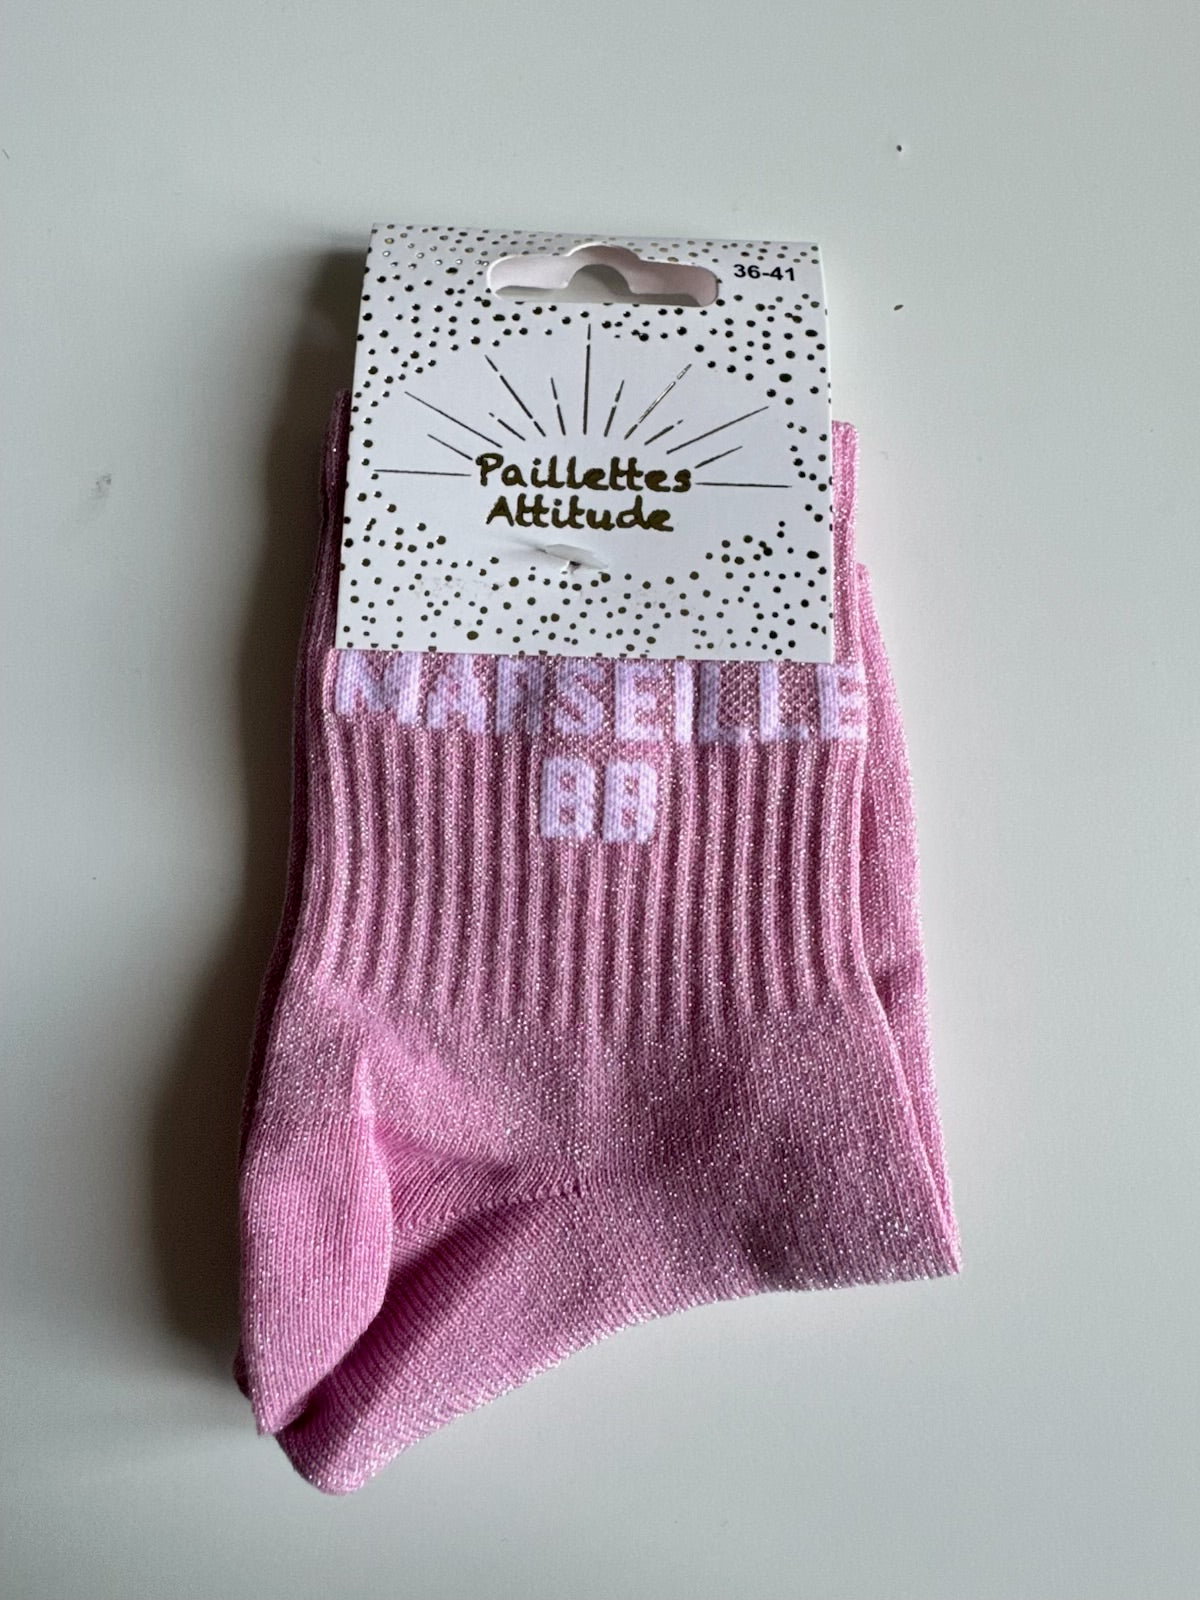 36-41
Paillettes
Attitude
MARSEILLE
BB